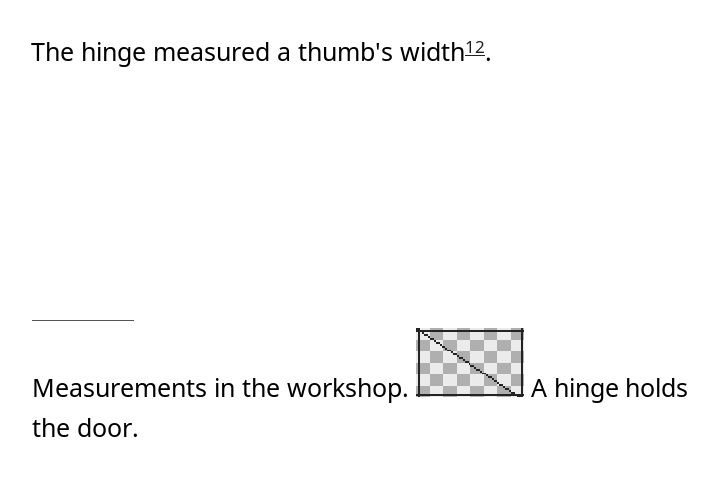 The hinge measured a thumb's width12.
Measurements in the workshop. A hinge holds
the door.